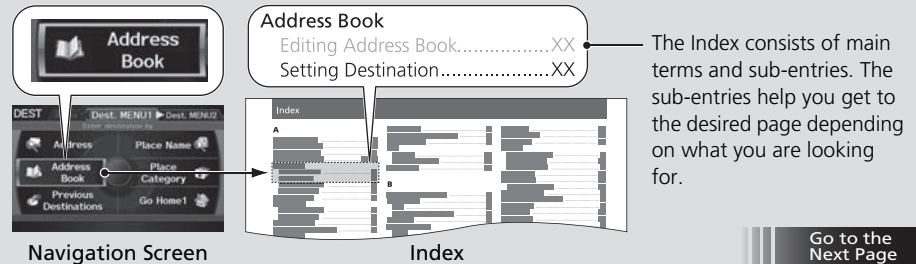 Address
Book
Address Book
Editing Address Book..................XX
Setting Destination....................XX
The Index consists of main
terms and sub-entries. The
sub-entries help you get to
the desired page depending
on what you are looking
for.
DEST Dest. MENU1 ▶ Dest. MENU2
Enter destination by
Address
Place Name
Address
Book
Place
Category
Previous
Destinations
Go Home1
Index
A
B
Navigation Screen
Index
Go to the
Next Page